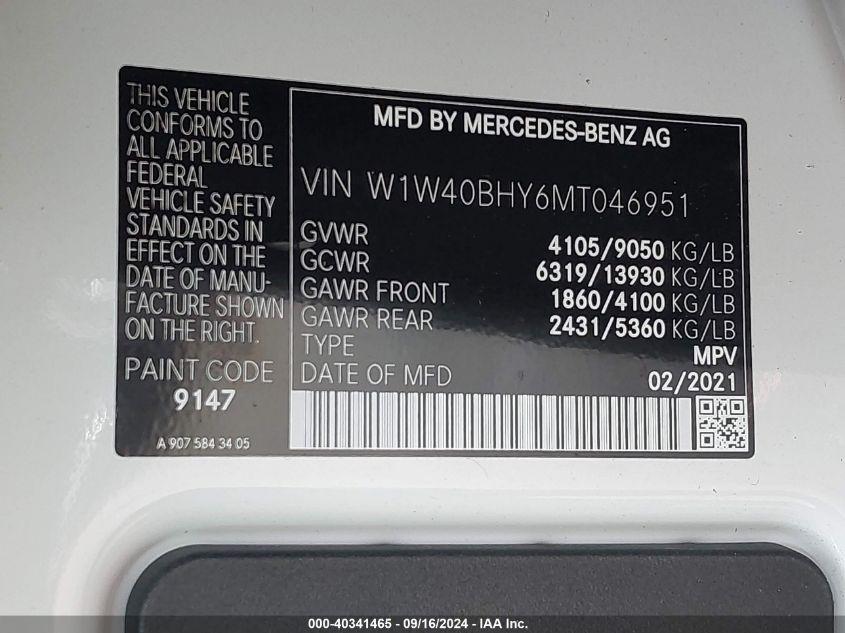 THIS VEHICLE
CONFORMS TO
ALL APPLICABLE
FEDERAL
VEHICLE SAFETY
STANDARDS IN
EFFECT ON THE
DATE OF MANU-
FACTURE SHOWN
ON THE RIGHT.
PAINT CODE
9147
A 907 584 34 05
MFD BY MERCEDES-BENZ AG
VIN W1W40BHY6MT046951
GVWR 4105/9050 KG/LB
GCWR 6319/13930 KG/LB
GAWR FRONT 1860/4100 KG/LB
GAWR REAR 2431/5360 KG/LB
TYPE MPV
DATE OF MFD 02/2021
000-40341465 - 09/16/2024 - IAA Inc.